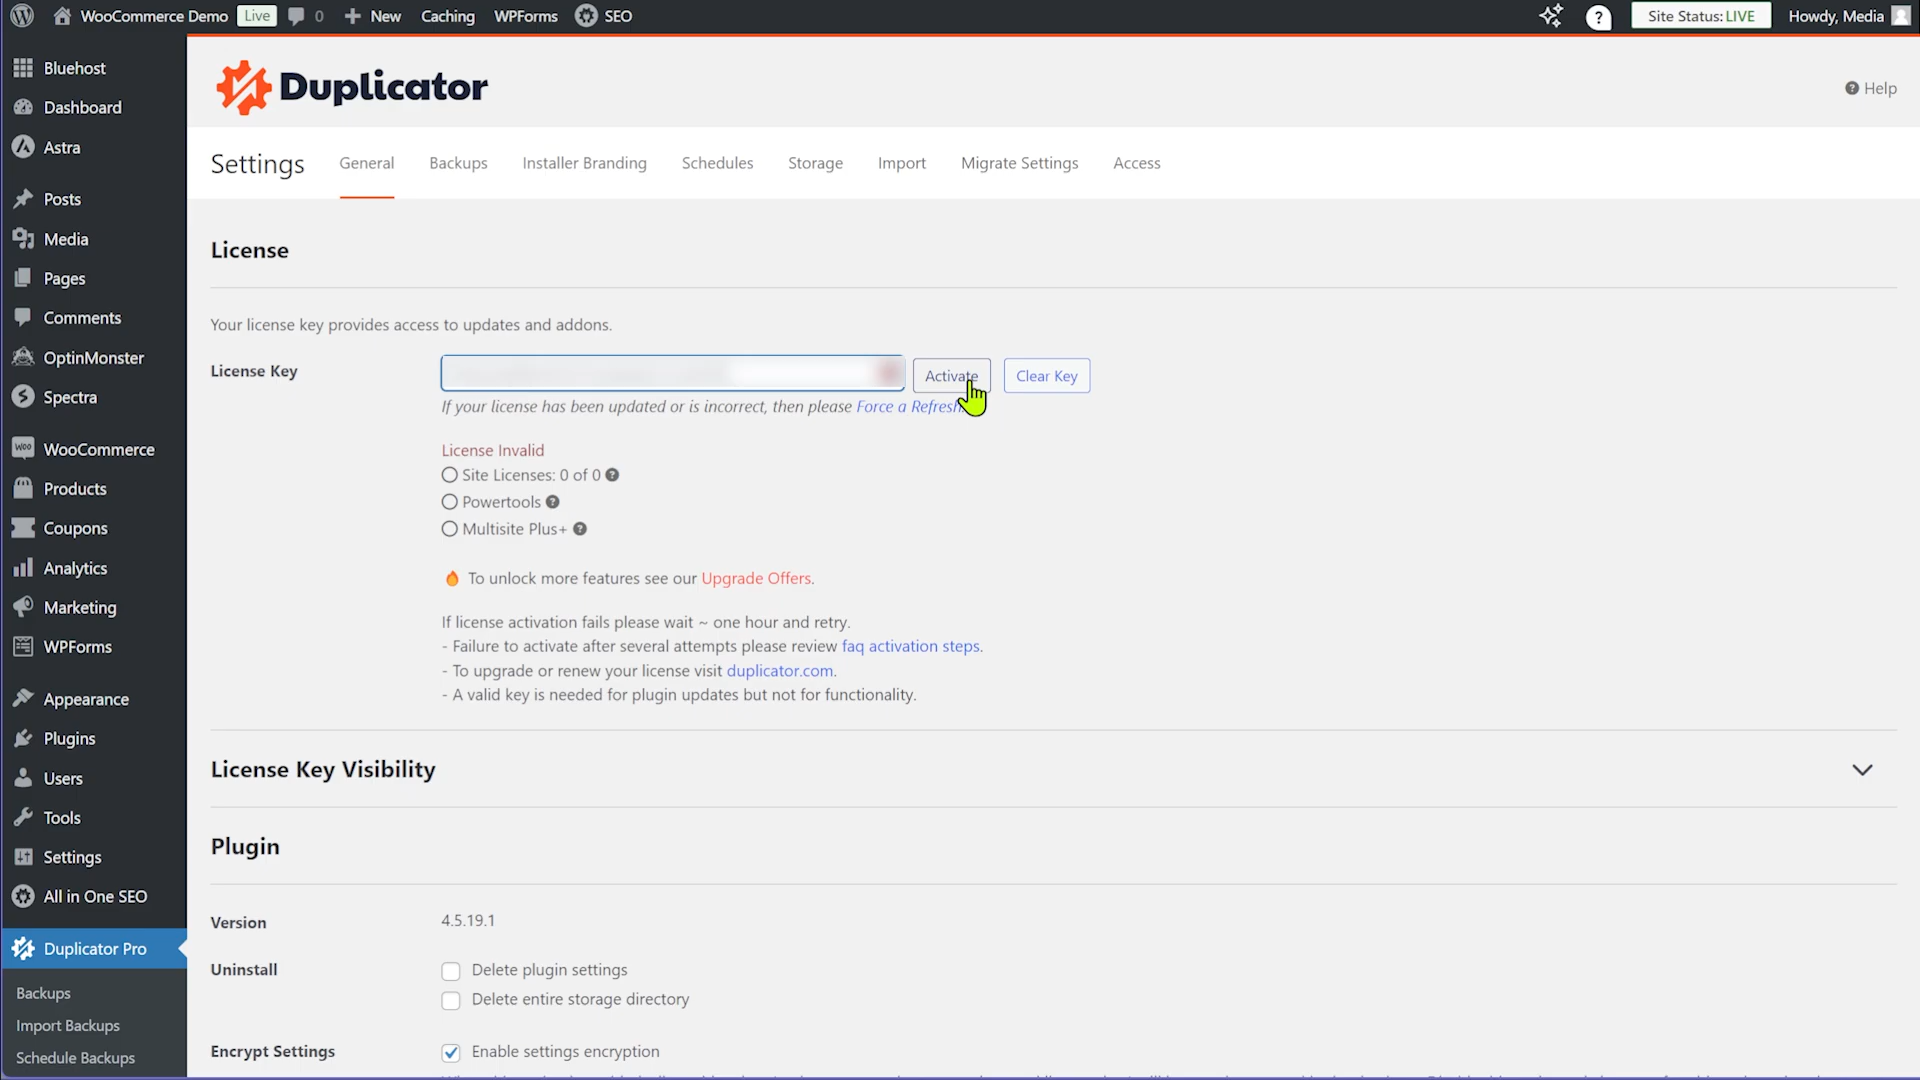 WooCommerce Demo Live 0 New Caching WPForms SEO Site Status: LIVE Howdy, Media
Bluehost
Dashboard
Astra
Posts
Media
Pages
Comments
OptinMonster
Spectra
WooCommerce
Products
Coupons
Analytics
Marketing
WPForms
Appearance
Plugins
Users
Tools
Settings
All in One SEO
Duplicator Pro
Backups
Import Backups
Schedule Backups
Duplicator
Help
Settings General Backups Installer Branding Schedules Storage Import Migrate Settings Access
License
Your license key provides access to updates and addons.
License Key Activate Clear Key
If your license has been updated or is incorrect, then please Force a Refresh
License Invalid
Site Licenses: 0 of 0
Powertools
Multisite Plus+
To unlock more features see our Upgrade Offers.
If license activation fails please wait ~ one hour and retry.
- Failure to activate after several attempts please review faq activation steps.
- To upgrade or renew your license visit duplicator.com.
- A valid key is needed for plugin updates but not for functionality.
License Key Visibility
Plugin
Version 4.5.19.1
Uninstall Delete plugin settings
Delete entire storage directory
Encrypt Settings Enable settings encryption